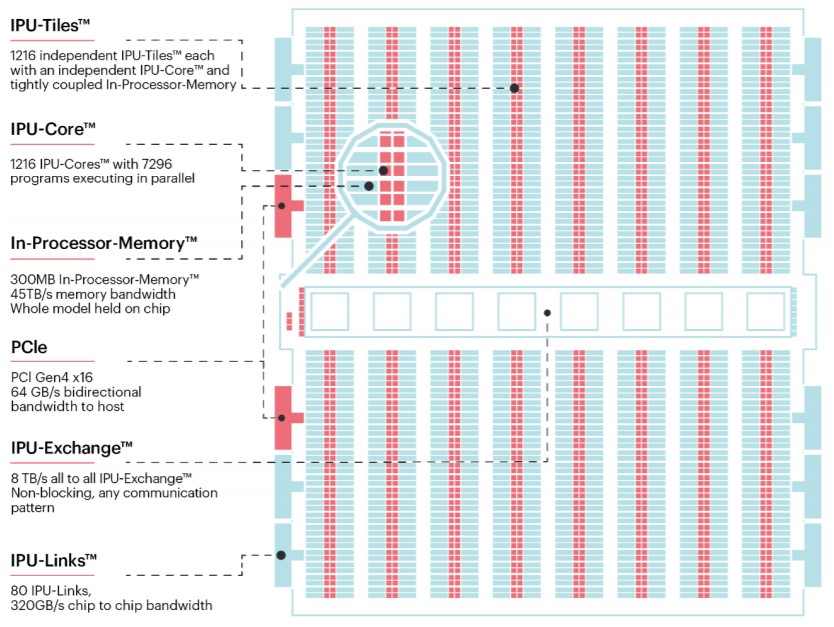 IPU-Tiles™
1216 independent IPU-Tiles™ each
with an independent IPU-Core™ and
tightly coupled In-Processor-Memory
IPU-Core™
1216 IPU-Cores™ with 7296
programs executing in parallel
In-Processor-Memory™
300MB In-Processor-Memory™
45TB/s memory bandwidth
Whole model held on chip
PCIe
PCI Gen4 x16
64 GB/s bidirectional
bandwidth to host
IPU-Exchange™
8 TB/s all to all IPU-Exchange™
Non-blocking, any communication
pattern
IPU-Links™
80 IPU-Links,
320GB/s chip to chip bandwidth